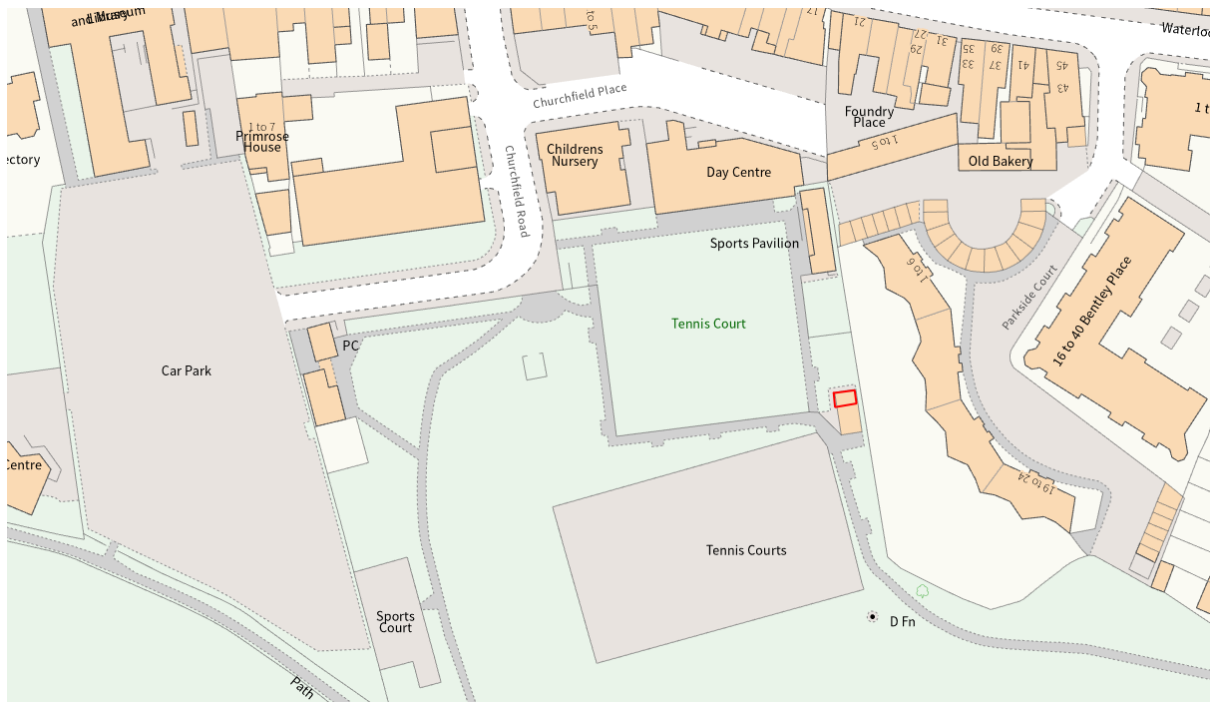 and Museum
Library
to 5
17
21
27
29
31
35
33
39
37
41
45
43
Waterloo
Churchfield Place
Foundry
Place
1 to 5
1 to 7
Primrose
House
Childrens
Nursery
Churchfield Road
Day Centre
Old Bakery
ectory
Sports Pavilion
1 to 6
Parkside Court
16 to 40 Bentley Place
Tennis Court
PC
Car Park
Centre
19 to 24
Tennis Courts
Sports
Court
D Fn
Path